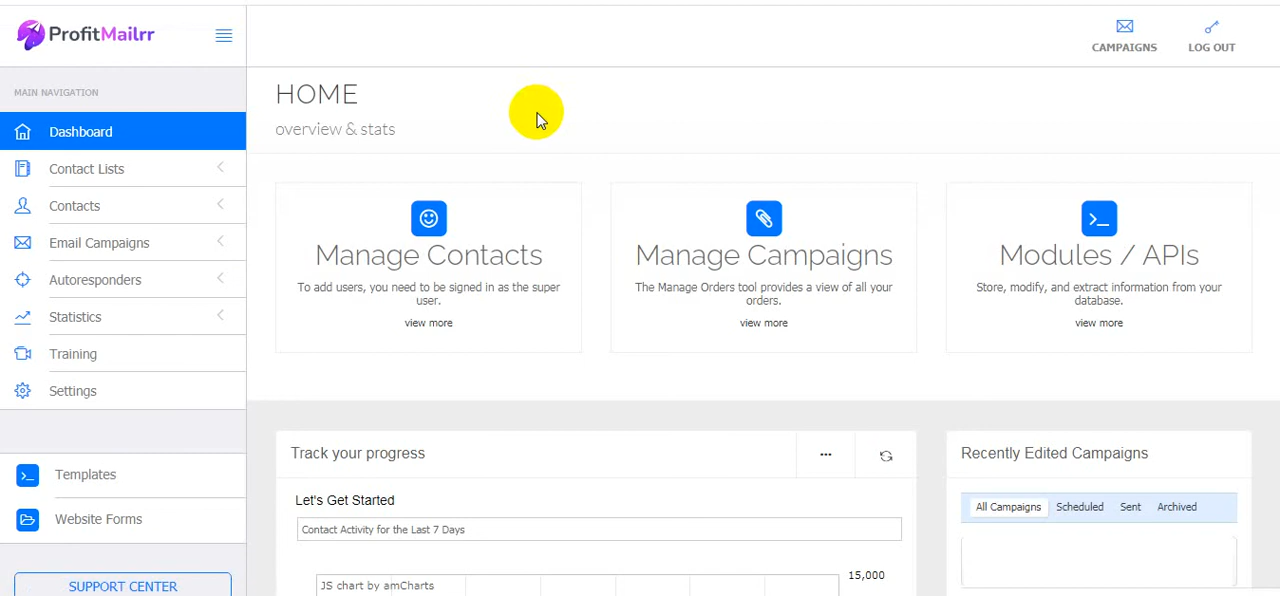 ProfitMailrr
CAMPAIGNS
LOG OUT
MAIN NAVIGATION
Dashboard
Contact Lists
Contacts
Email Campaigns
Autoresponders
Statistics
Training
Settings
Templates
Website Forms
SUPPORT CENTER
HOME
overview & stats
Manage Contacts
To add users, you need to be signed in as the super
user.
view more
Manage Campaigns
The Manage Orders tool provides a view of all your
orders.
view more
Modules / APIs
Store, modify, and extract information from your
database.
view more
Track your progress
Let's Get Started
Contact Activity for the Last 7 Days
JS chart by amCharts
15,000
Recently Edited Campaigns
All Campaigns Scheduled Sent Archived